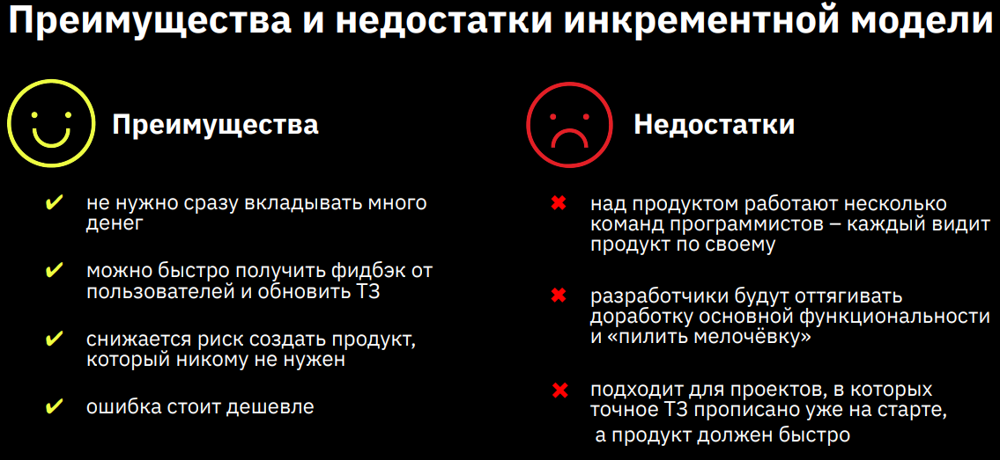 Преимущества и недостатки инкрементной модели
Преимущества
✔ не нужно сразу вкладывать много
денег
✔ можно быстро получить фидбэк от
пользователей и обновить ТЗ
✔ снижается риск создать продукт,
который никому не нужен
✔ ошибка стоит дешевле
Недостатки
✖ над продуктом работают несколько
команд программистов – каждый видит
продукт по своему
✖ разработчики будут оттягивать
доработку основной функциональности
и «пилить мелочёвку»
✖ подходит для проектов, в которых
точное ТЗ прописано уже на старте,
а продукт должен быстро